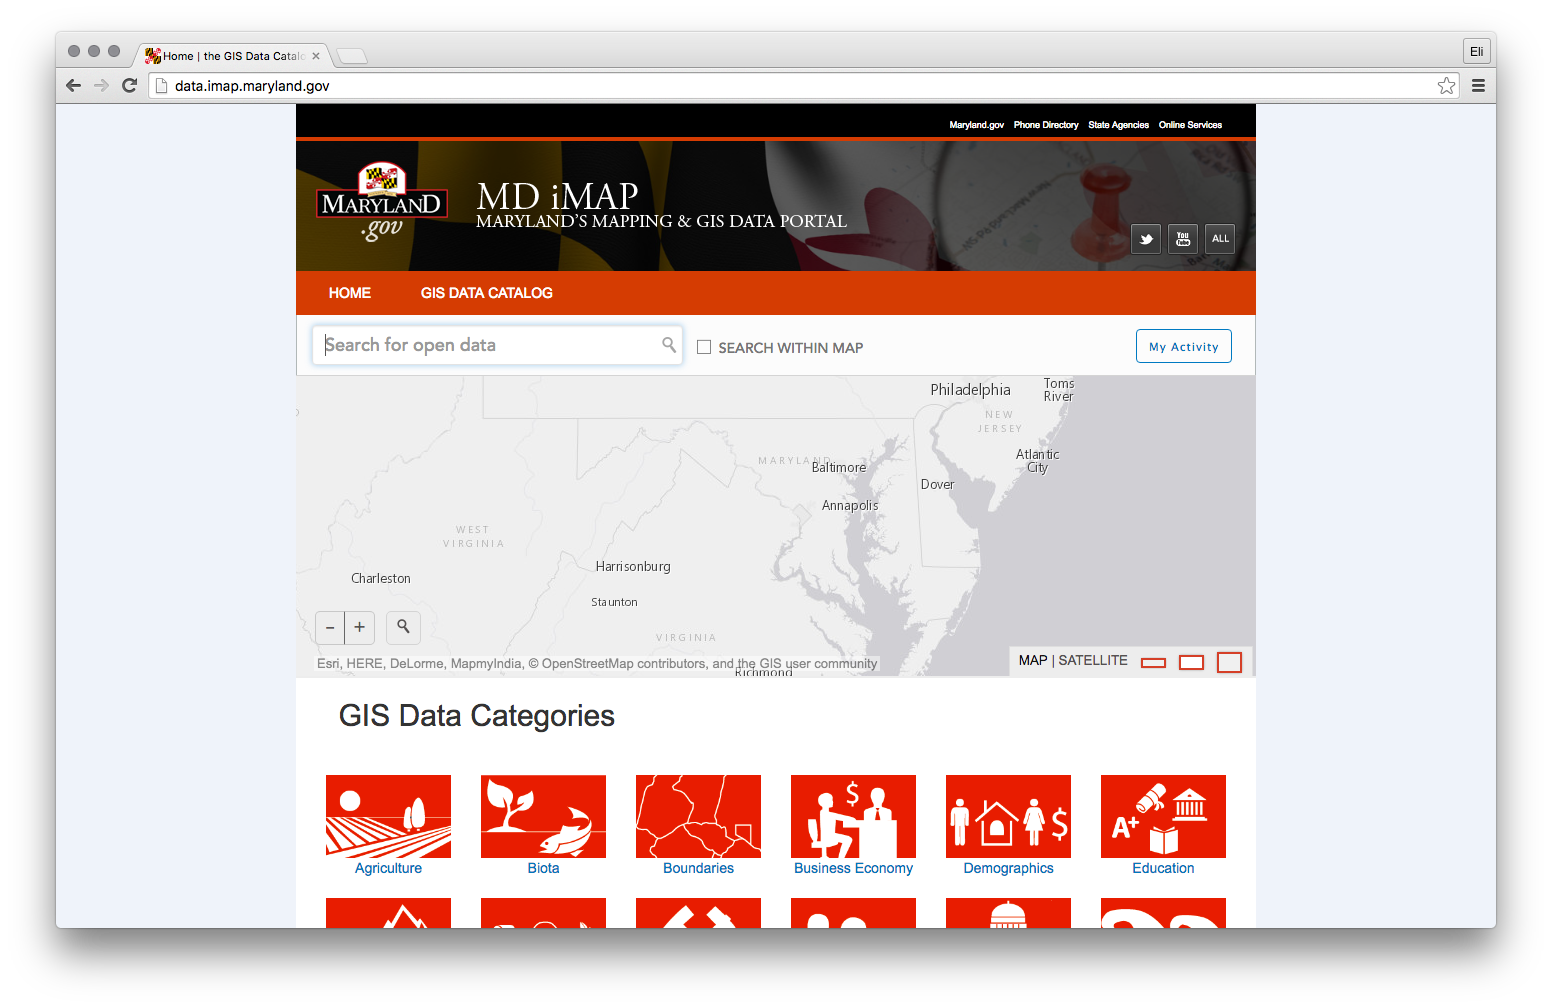 Home | the GIS Data Catalo
Eli
data.imap.maryland.gov
Maryland.gov Phone Directory State Agencies Online Services
MARYLAND
.gov
MD iMAP
MARYLAND'S MAPPING & GIS DATA PORTAL
You
Tube
ALL
HOME GIS DATA CATALOG
Search for open data
SEARCH WITHIN MAP
My Activity
Philadelphia
Toms
River
NEW
JERSEY
MARYLAND
Baltimore
Atlantic
City
Dover
Annapolis
WEST
VIRGINIA
Harrisonburg
Charleston
Staunton
VIRGINIA
Esri, HERE, DeLorme, MapmyIndia, © OpenStreetMap contributors, and the GIS user community
Richmond
MAP | SATELLITE
GIS Data Categories
$
$
A+
Agriculture Biota Boundaries Business Economy Demographics Education